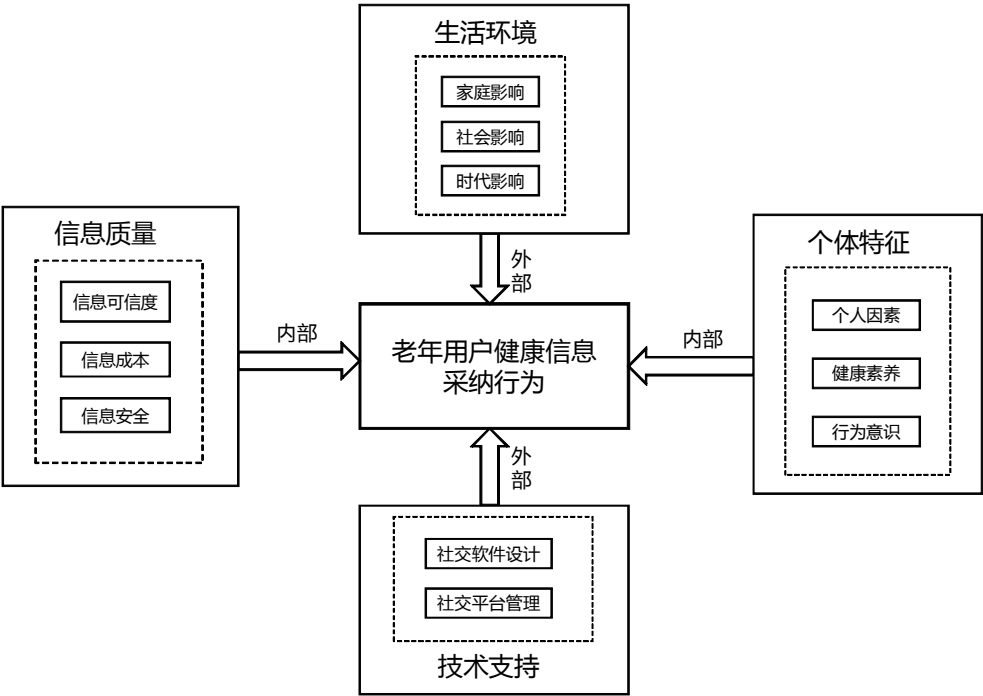 生活环境
家庭影响
社会影响
时代影响
外
部
信息质量
信息可信度
信息成本
信息安全
内部
老年用户健康信息
采纳行为
内部
个体特征
个人因素
健康素养
行为意识
外
部
社交软件设计
社交平台管理
技术支持